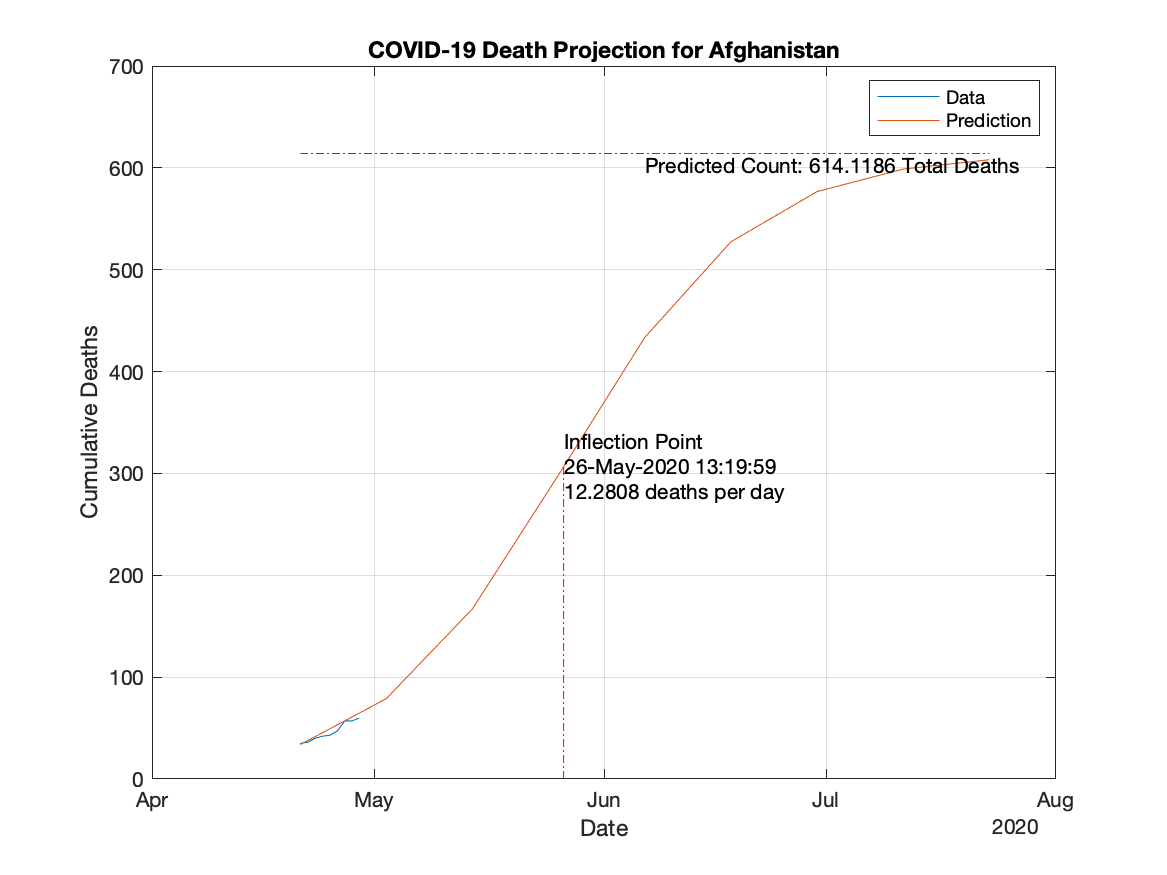 COVID-19 Death Projection for Afghanistan
700
Data
Prediction
600
Predicted Count: 614.1186 Total Deaths
500
400
Cumulative Deaths
Inflection Point
26-May-2020 13:19:59
12.2808 deaths per day
300
200
100
0
Apr
May
Jun
Jul
Aug
Date
2020